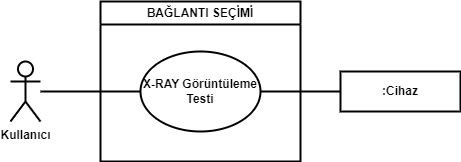 BAĞLANTI SEÇİMİ
X-RAY Görüntüleme
Testi
:Cihaz
Kullanıcı